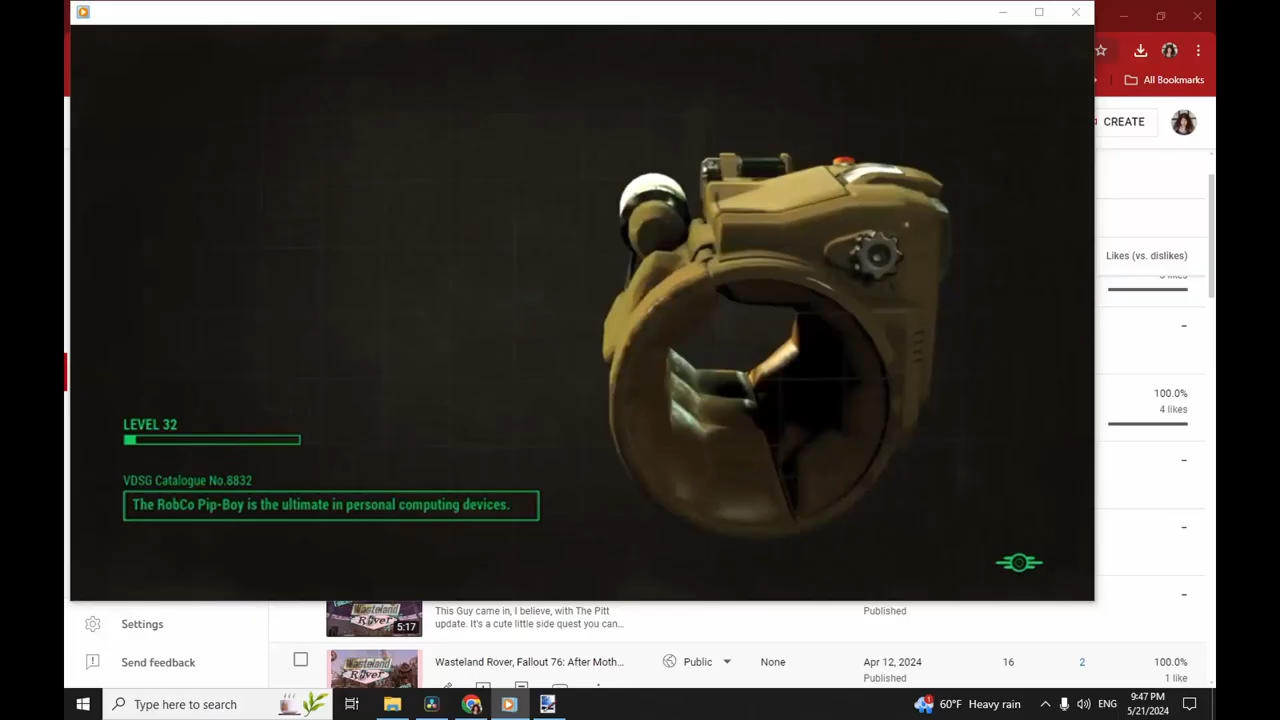 All Bookmarks
CREATE
Likes (vs. dislikes)
–
100.0%
4 likes
–
–
–
LEVEL 32
VDSG Catalogue No.8832
The RobCo Pip-Boy is the ultimate in personal computing devices.
Wasteland
Rover
5:17
This Guy came in, I believe, with The Pitt
update. It's a cute little side quest you can...
Published
Settings
Send feedback
Wasteland
Rover
Wasteland Rover, Fallout 76: After Moth...
Public
None
Apr 12, 2024
Published
16
2
100.0%
1 like
Type here to search
60°F Heavy rain
ENG
9:47 PM
5/21/2024